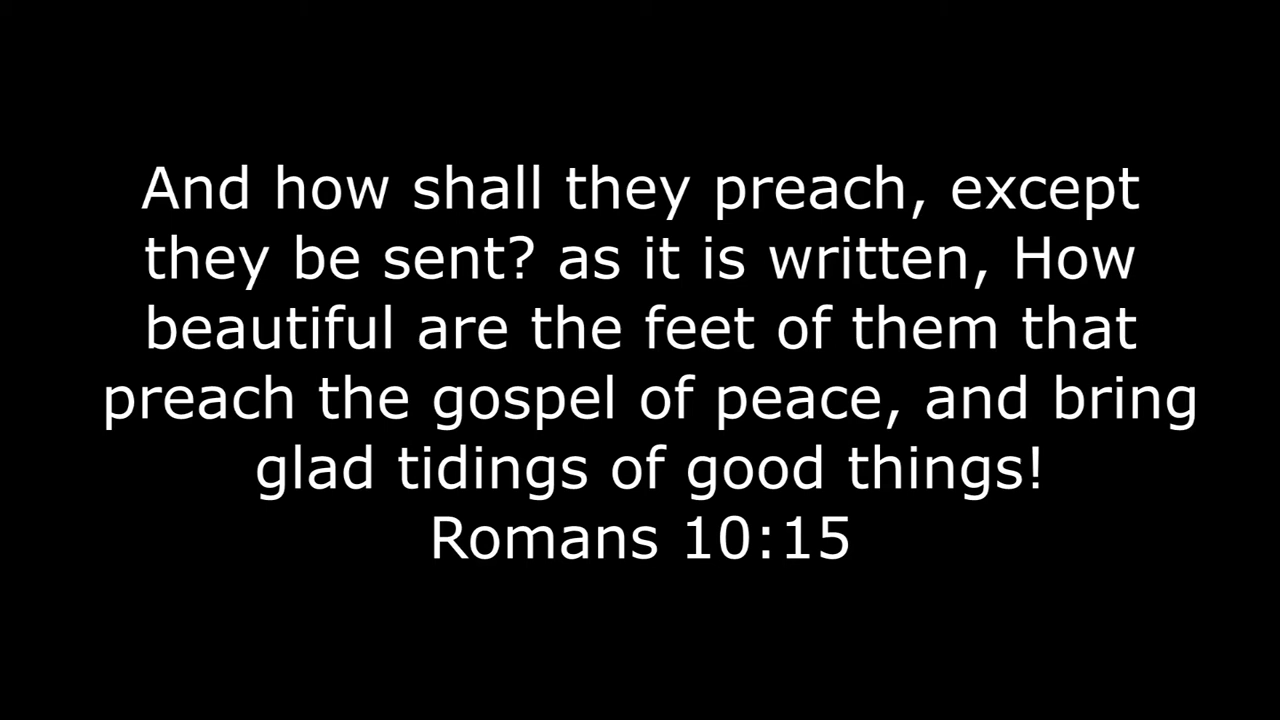 And how shall they preach, except
they be sent? as it is written, How
beautiful are the feet of them that
preach the gospel of peace, and bring
glad tidings of good things!
Romans 10:15